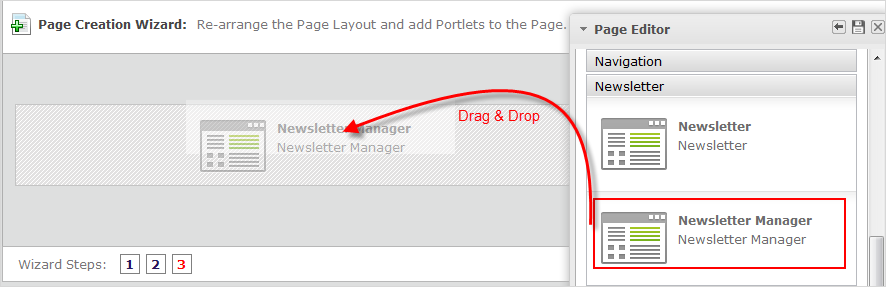 Page Creation Wizard: Re-arrange the Page Layout and add Portlets to the Page.
Newsletter Manager
Newsletter Manager
Drag & Drop
Wizard Steps: 1 2 3
Page Editor
Navigation
Newsletter
Newsletter
Newsletter
Newsletter Manager
Newsletter Manager